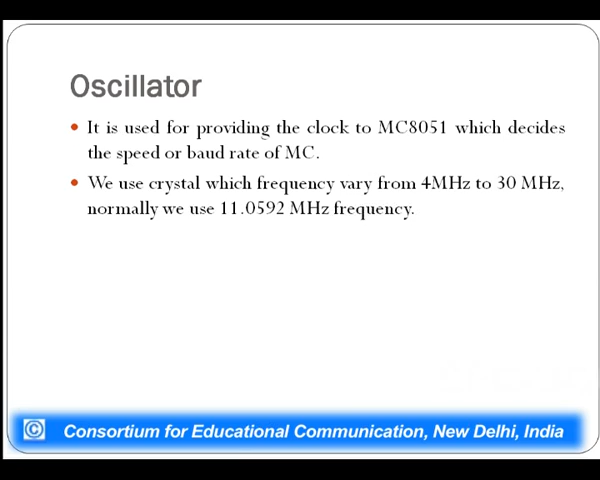 Oscillator
• It is used for providing the clock to MC8051 which decides
the speed or baud rate of MC.
• We use crystal which frequency vary from 4MHz to 30 MHz,
normally we use 11.0592 MHz frequency.
© Consortium for Educational Communication, New Delhi, India